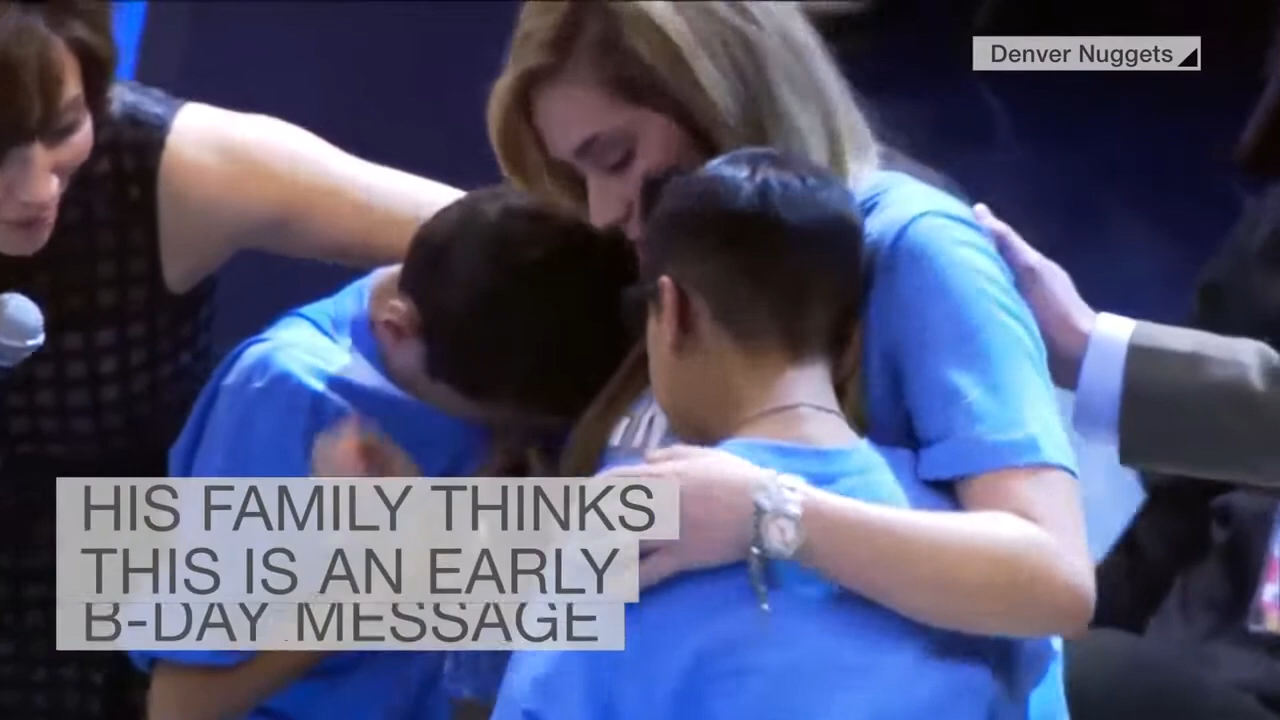 Denver Nuggets
HIS FAMILY THINKS
THIS IS AN EARLY
B-DAY MESSAGE